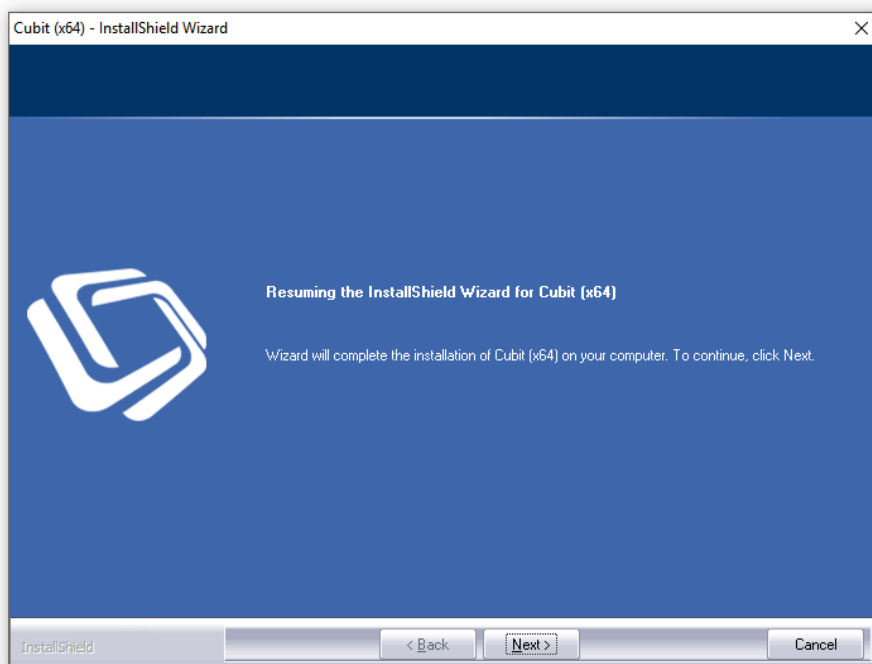 Cubit (x64) - InstallShield Wizard
Resuming the InstallShield Wizard for Cubit (x64)
Wizard will complete the installation of Cubit (x64) on your computer. To continue, click Next.
InstallShield
< Back
Next >
Cancel